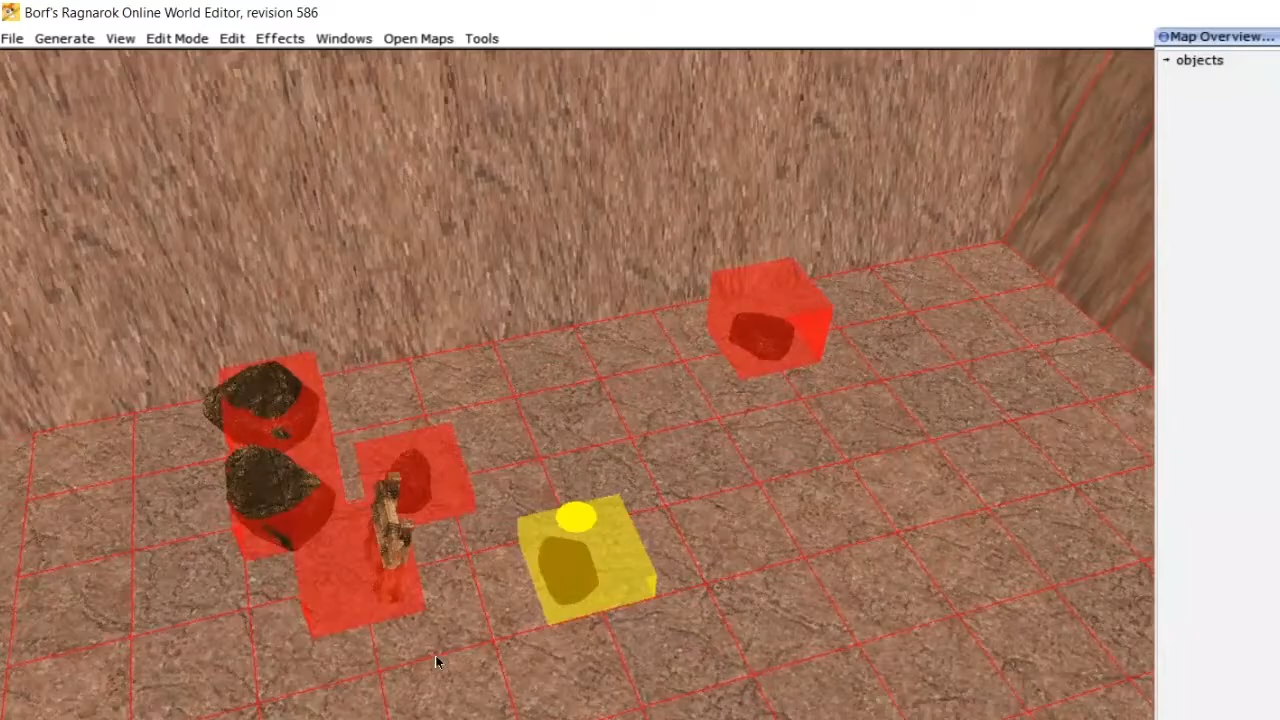 Borf's Ragnarok Online World Editor, revision 586
File Generate View Edit Mode Edit Effects Windows Open Maps Tools
Map Overview...
objects